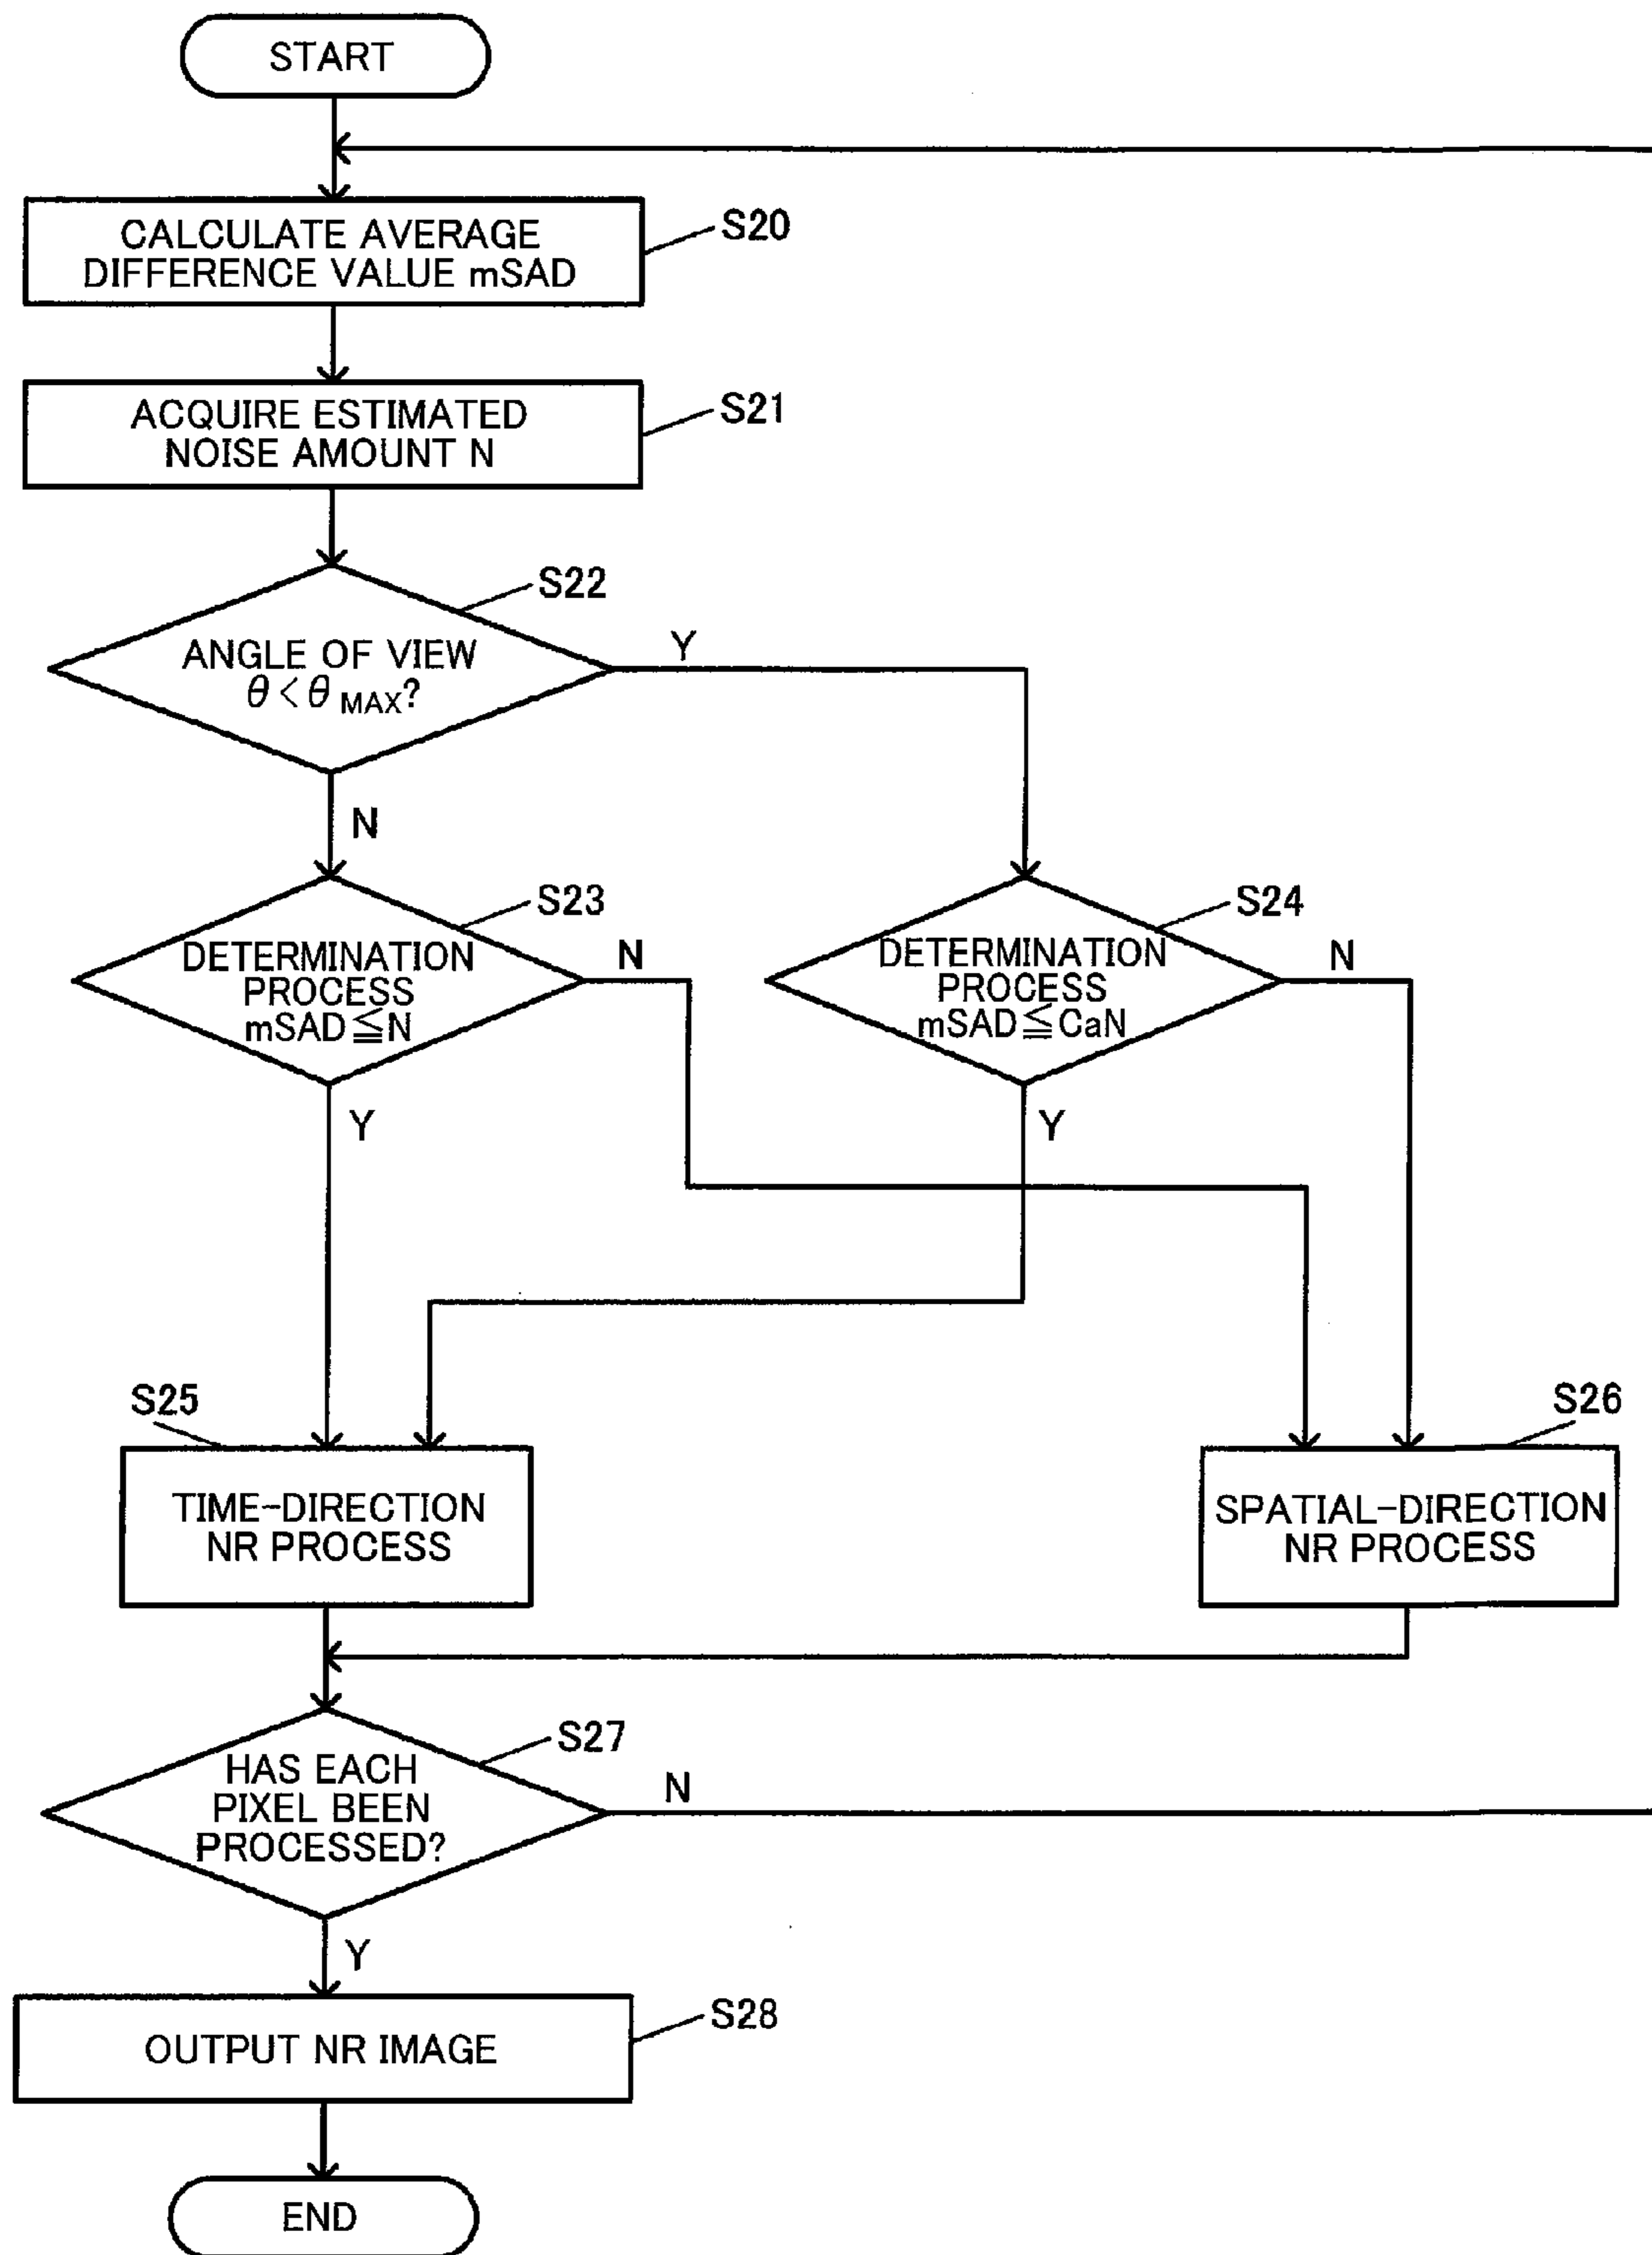 START
CALCULATE AVERAGE
DIFFERENCE VALUE mSAD
S20
ACQUIRE ESTIMATED
NOISE AMOUNT N
S21
S22
ANGLE OF VIEW
θ < θ MAX?
Y
N
S23
DETERMINATION
PROCESS
mSAD≦N
N
S24
DETERMINATION
PROCESS
mSAD≦CaN
N
Y
Y
S25
TIME-DIRECTION
NR PROCESS
S26
SPATIAL-DIRECTION
NR PROCESS
S27
HAS EACH
PIXEL BEEN
PROCESSED?
N
Y
S28
OUTPUT NR IMAGE
END